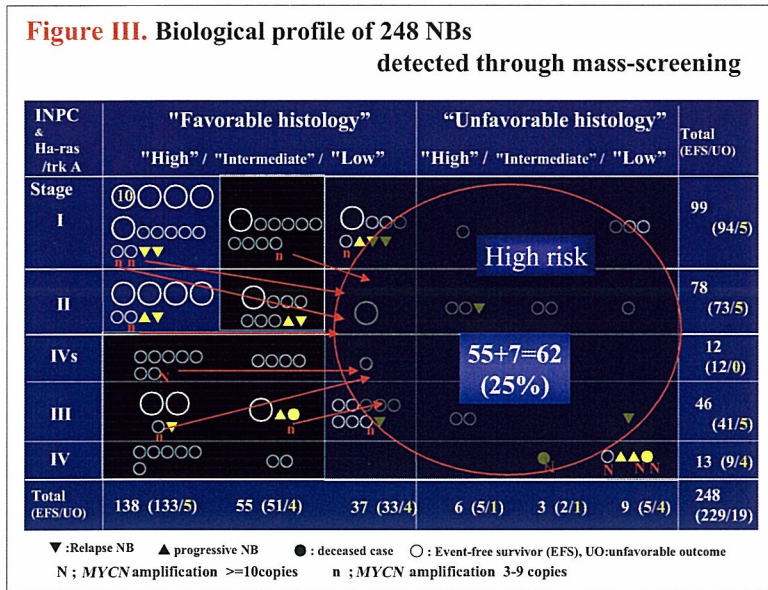 Figure III. Biological profile of 248 NBs
detected through mass-screening
INPC
&
Ha-ras
/trk A
"Favorable histology”
“Unfavorable histology”
Total
(EFS/UO)
"High" / "Intermediate" / "Low"
"High" / "Intermediate" / "Low"
Stage
I
10
n n
n
n
99
(94/5)
High risk
II
n
78
(73/5)
IVs
N
55+7=62
(25%)
12
(12/0)
III
n
n
n
46
(41/5)
IV
N
N N N
13 (9/4)
Total
(EFS/UO)
138 (133/5) 55 (51/4) 37 (33/4) 6 (5/1) 3 (2/1) 9 (5/4)
248
(229/19)
▼ :Relapse NB ▲ progressive NB ● : deceased case ○ : Event-free survivor (EFS), UO:unfavorable outcome
N ; MYCN amplification >=10copies n ; MYCN amplification 3-9 copies